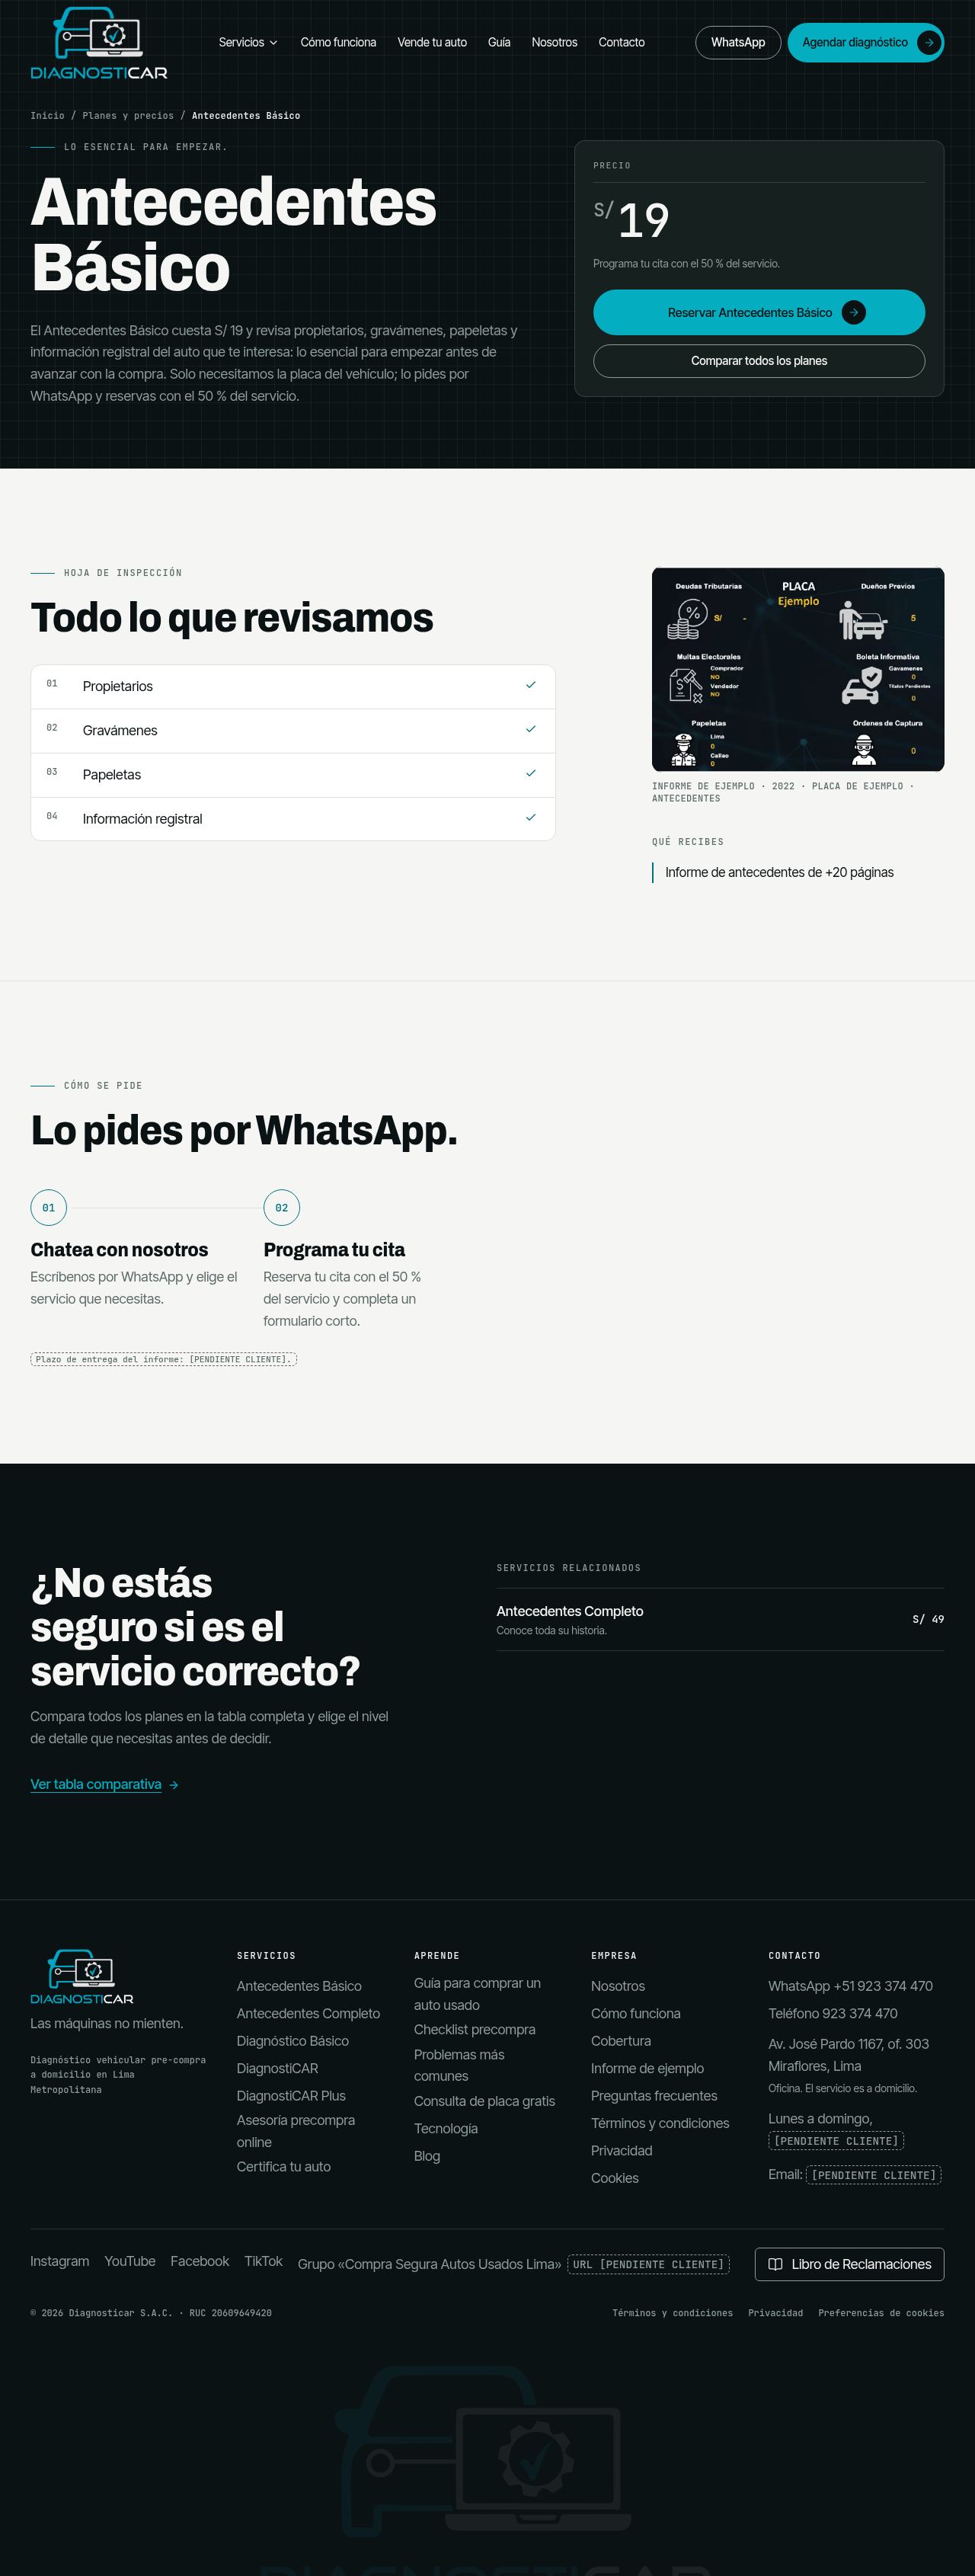 DIAGNOSTICAR
Servicios
Cómo funciona
Vende tu auto
Guía
Nosotros
Contacto
WhatsApp
Agendar diagnóstico
Inicio / Planes y precios / Antecedentes Básico
LO ESENCIAL PARA EMPEZAR.
Antecedentes
Básico
El Antecedentes Básico cuesta S/ 19 y revisa propietarios, gravámenes, papeletas y
información registral del auto que te interesa: lo esencial para empezar antes de
avanzar con la compra. Solo necesitamos la placa del vehículo; lo pides por
WhatsApp y reservas con el 50 % del servicio.
PRECIO
S/ 19
Programa tu cita con el 50 % del servicio.
Reservar Antecedentes Básico
Comparar todos los planes
HOJA DE INSPECCIÓN
Todo lo que revisamos
01 Propietarios
02 Gravámenes
03 Papeletas
04 Información registral
Deudas Tributarias
S/ -
PLACA
Ejemplo
Dueños Previos
5
Multas Electorales
Comprador
NO
Vendedor
NO
Boleta Informativa
Gavamenes
0
Títulos Pendientes
0
Papeletas
Lima
0
Callao
0
Ordenes de Captura
0
INFORME DE EJEMPLO · 2022 · PLACA DE EJEMPLO ·
ANTECEDENTES
QUÉ RECIBES
Informe de antecedentes de +20 páginas
CÓMO SE PIDE
Lo pides por WhatsApp.
01
Chatea con nosotros
Escríbenos por WhatsApp y elige el
servicio que necesitas.
02
Programa tu cita
Reserva tu cita con el 50 %
del servicio y completa un
formulario corto.
Plazo de entrega del informe: [PENDIENTE CLIENTE].
¿No estás
seguro si es el
servicio correcto?
Compara todos los planes en la tabla completa y elige el nivel
de detalle que necesitas antes de decidir.
Ver tabla comparativa
SERVICIOS RELACIONADOS
Antecedentes Completo
Conoce toda su historia.
S/ 49
DIAGNOSTICAR
Las máquinas no mienten.
Diagnóstico vehicular pre-compra
a domicilio en Lima
Metropolitana
SERVICIOS
Antecedentes Básico
Antecedentes Completo
Diagnóstico Básico
DiagnostiCAR
DiagnostiCAR Plus
Asesoría precompra
online
Certifica tu auto
APRENDE
Guía para comprar un
auto usado
Checklist precompra
Problemas más
comunes
Consulta de placa gratis
Tecnología
Blog
EMPRESA
Nosotros
Cómo funciona
Cobertura
Informe de ejemplo
Preguntas frecuentes
Términos y condiciones
Privacidad
Cookies
CONTACTO
WhatsApp +51 923 374 470
Teléfono 923 374 470
Av. José Pardo 1167, of. 303
Miraflores, Lima
Oficina. El servicio es a domicilio.
Lunes a domingo,
[PENDIENTE CLIENTE]
Email: [PENDIENTE CLIENTE]
Instagram
YouTube
Facebook
TikTok
Grupo «Compra Segura Autos Usados Lima» URL [PENDIENTE CLIENTE]
Libro de Reclamaciones
© 2026 Diagnosticar S.A.C. · RUC 20609649420
Términos y condiciones
Privacidad
Preferencias de cookies
DIAGNOSTICAR